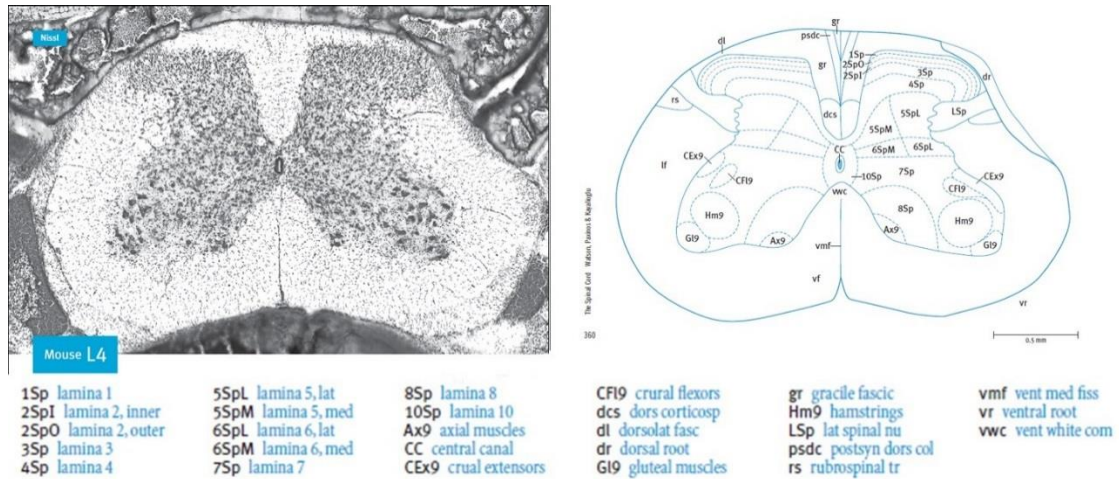 Nissl
Mouse L4
gr
psdc
dl
1Sp
2SpO
2SpI
gr
3Sp
4Sp
dr
rs
dcs
5SpL
LSp
5SpM
CC
6SpM
6SpL
lf
CEx9
CFl9
10Sp
7Sp
CEx9
CFl9
vwc
Hm9
8Sp
Hm9
Gl9
Ax9
Ax9
Gl9
vmf
vf
vr
0.5 mm
The Spinal Cord Watson, Paxinos & Kayalioglu
360
1Sp lamina 1
2SpI lamina 2, inner
2SpO lamina 2, outer
3Sp lamina 3
4Sp lamina 4
5SpL lamina 5, lat
5SpM lamina 5, med
6SpL lamina 6, lat
6SpM lamina 6, med
7Sp lamina 7
8Sp lamina 8
10Sp lamina 10
Ax9 axial muscles
CC central canal
CEx9 crual extensors
CFl9 crural flexors
dcs dors corticosp
dl dorsolat fasc
dr dorsal root
Gl9 gluteal muscles
gr gracile fascic
Hm9 hamstrings
LSp lat spinal nu
psdc postsyn dors col
rs rubrospinal tr
vmf vent med fiss
vr ventral root
vwc vent white com